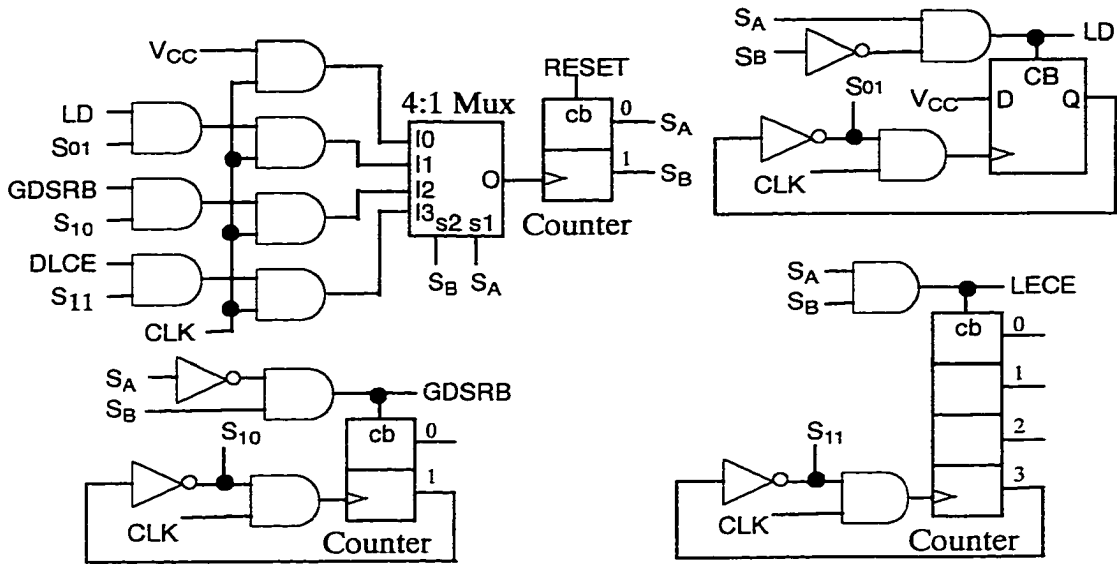 VCC
LD
S01
GDSRB
S10
DLCE
S11
CLK
4:1 Mux
I0
I1
I2
I3
O
s2 s1
SB SA
RESET
cb
0
SA
1
SB
Counter
SA
SB
LD
CB
S01
VCC
D
Q
CLK
SA
SB
GDSRB
cb
0
S10
1
CLK
Counter
SA
SB
LECE
cb
0
1
2
S11
3
CLK
Counter